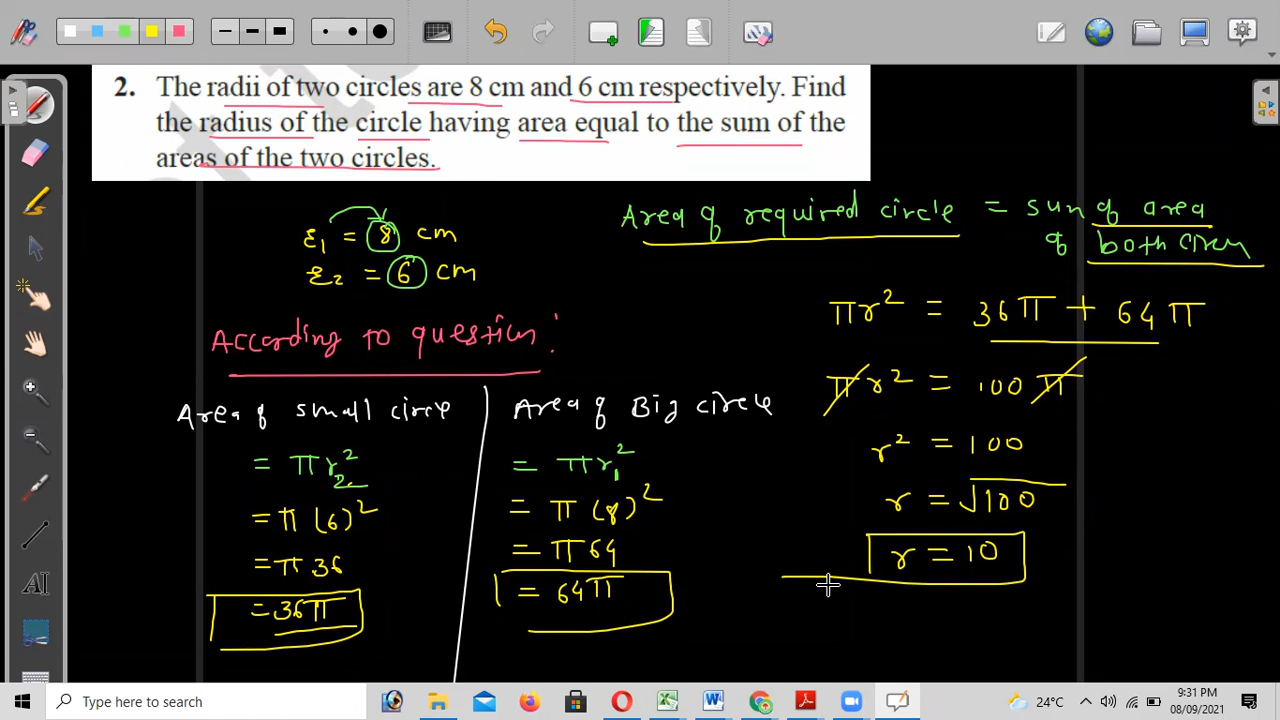 2. The radii of two circles are 8 cm and 6 cm respectively. Find
the radius of the circle having area equal to the sum of the
areas of the two circles.
r₁ = 8 cm
r₂ = 6 cm
According to question:
Area of small circle
= πr₂²
= π(6)²
= π36
= 36π
Area of Big circle
= πr₁²
= π(8)²
= π64
= 64π
Area of required circle = sum of area
of both circles
πr² = 36π + 64π
πr² = 100π
r² = 100
r = √100
r = 10
Type here to search
24°C
9:31 PM
08/09/2021